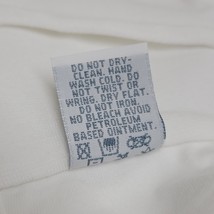 DO NOT DRY-
CLEAN. HAND
WASH COLD. DO
NOT TWIST OR
WRING. DRY FLAT.
DO NOT IRON.
NO BLEACH AVOID
PETROLEUM
BASED OINTMENT.